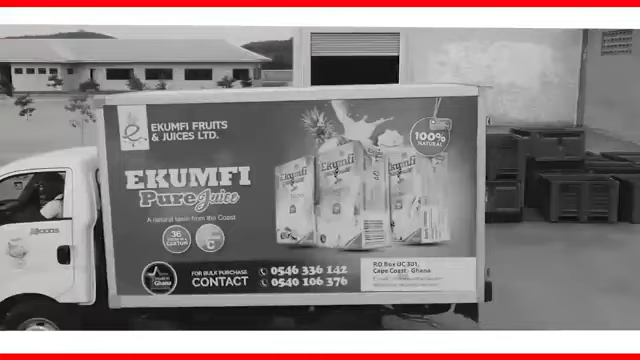 EKUMFI FRUITS
& JUICES LTD.
100%
NATURAL
EKUMFI
Pure Juice
A natural taste from the Coast
36
CARTON
Ekumfi
Ekumfi
Ekumfi
Ghana
FOR BULK PURCHASE
CONTACT
0546 336 142
0540 106 376
P.O Box UC 301,
Cape Coast - Ghana